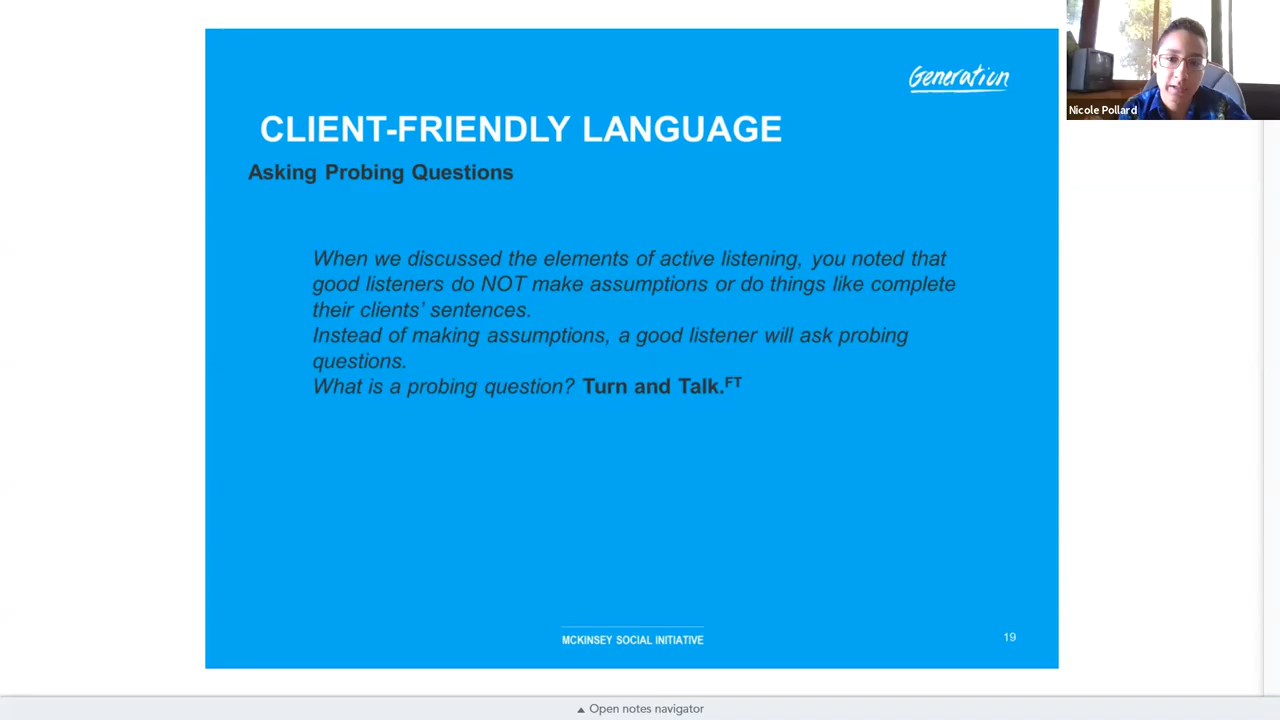 Generation
Nicole Pollard
CLIENT-FRIENDLY LANGUAGE
Asking Probing Questions
When we discussed the elements of active listening, you noted that
good listeners do NOT make assumptions or do things like complete
their clients’ sentences.
Instead of making assumptions, a good listener will ask probing
questions.
What is a probing question? Turn and Talk.FT
MCKINSEY SOCIAL INITIATIVE
19
▲ Open notes navigator